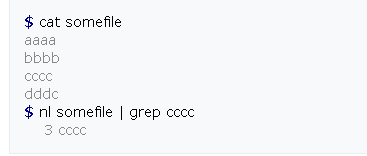 $ cat somefile
aaaa
bbbb
cccc
dddc
$ nl somefile | grep cccc
3 cccc